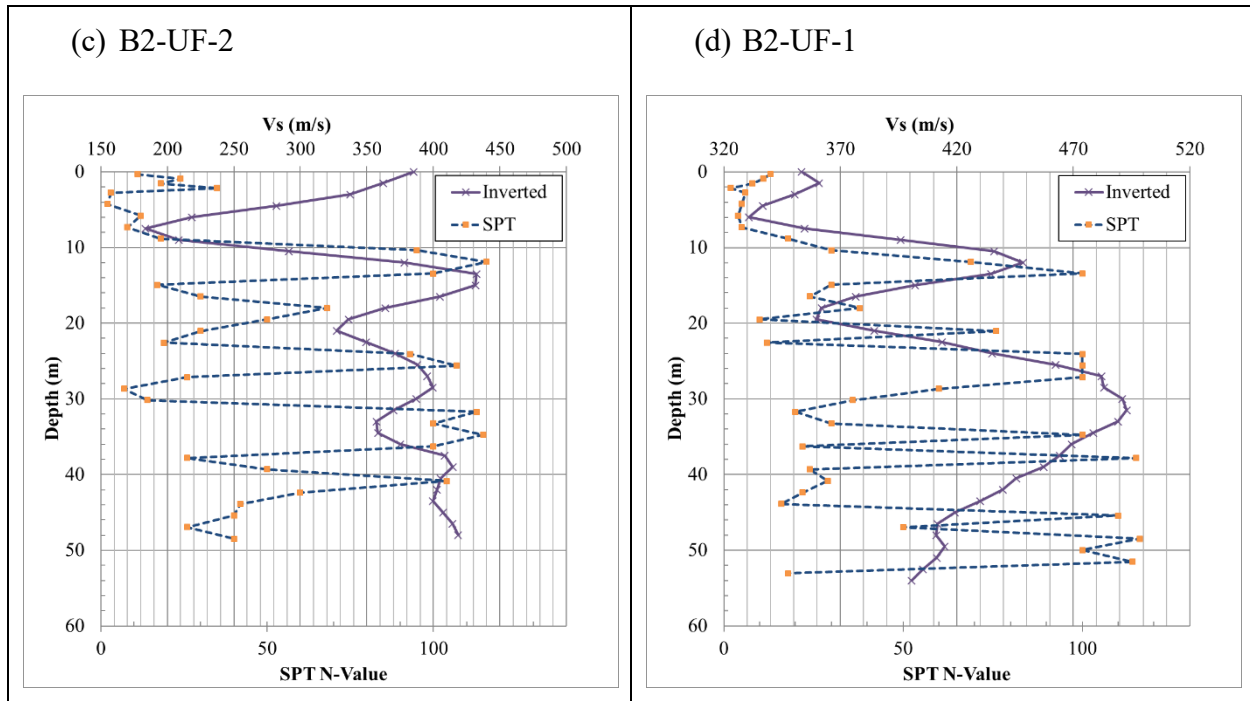 (c) B2-UF-2
Vs (m/s)
150 200 250 300 350 400 450 500
0
10
20
30
40
50
60
Depth (m)
Inverted
SPT
0 50 100
SPT N-Value
(d) B2-UF-1
Vs (m/s)
320 370 420 470 520
0
10
20
30
40
50
60
Depth (m)
Inverted
SPT
0 50 100
SPT N-Value